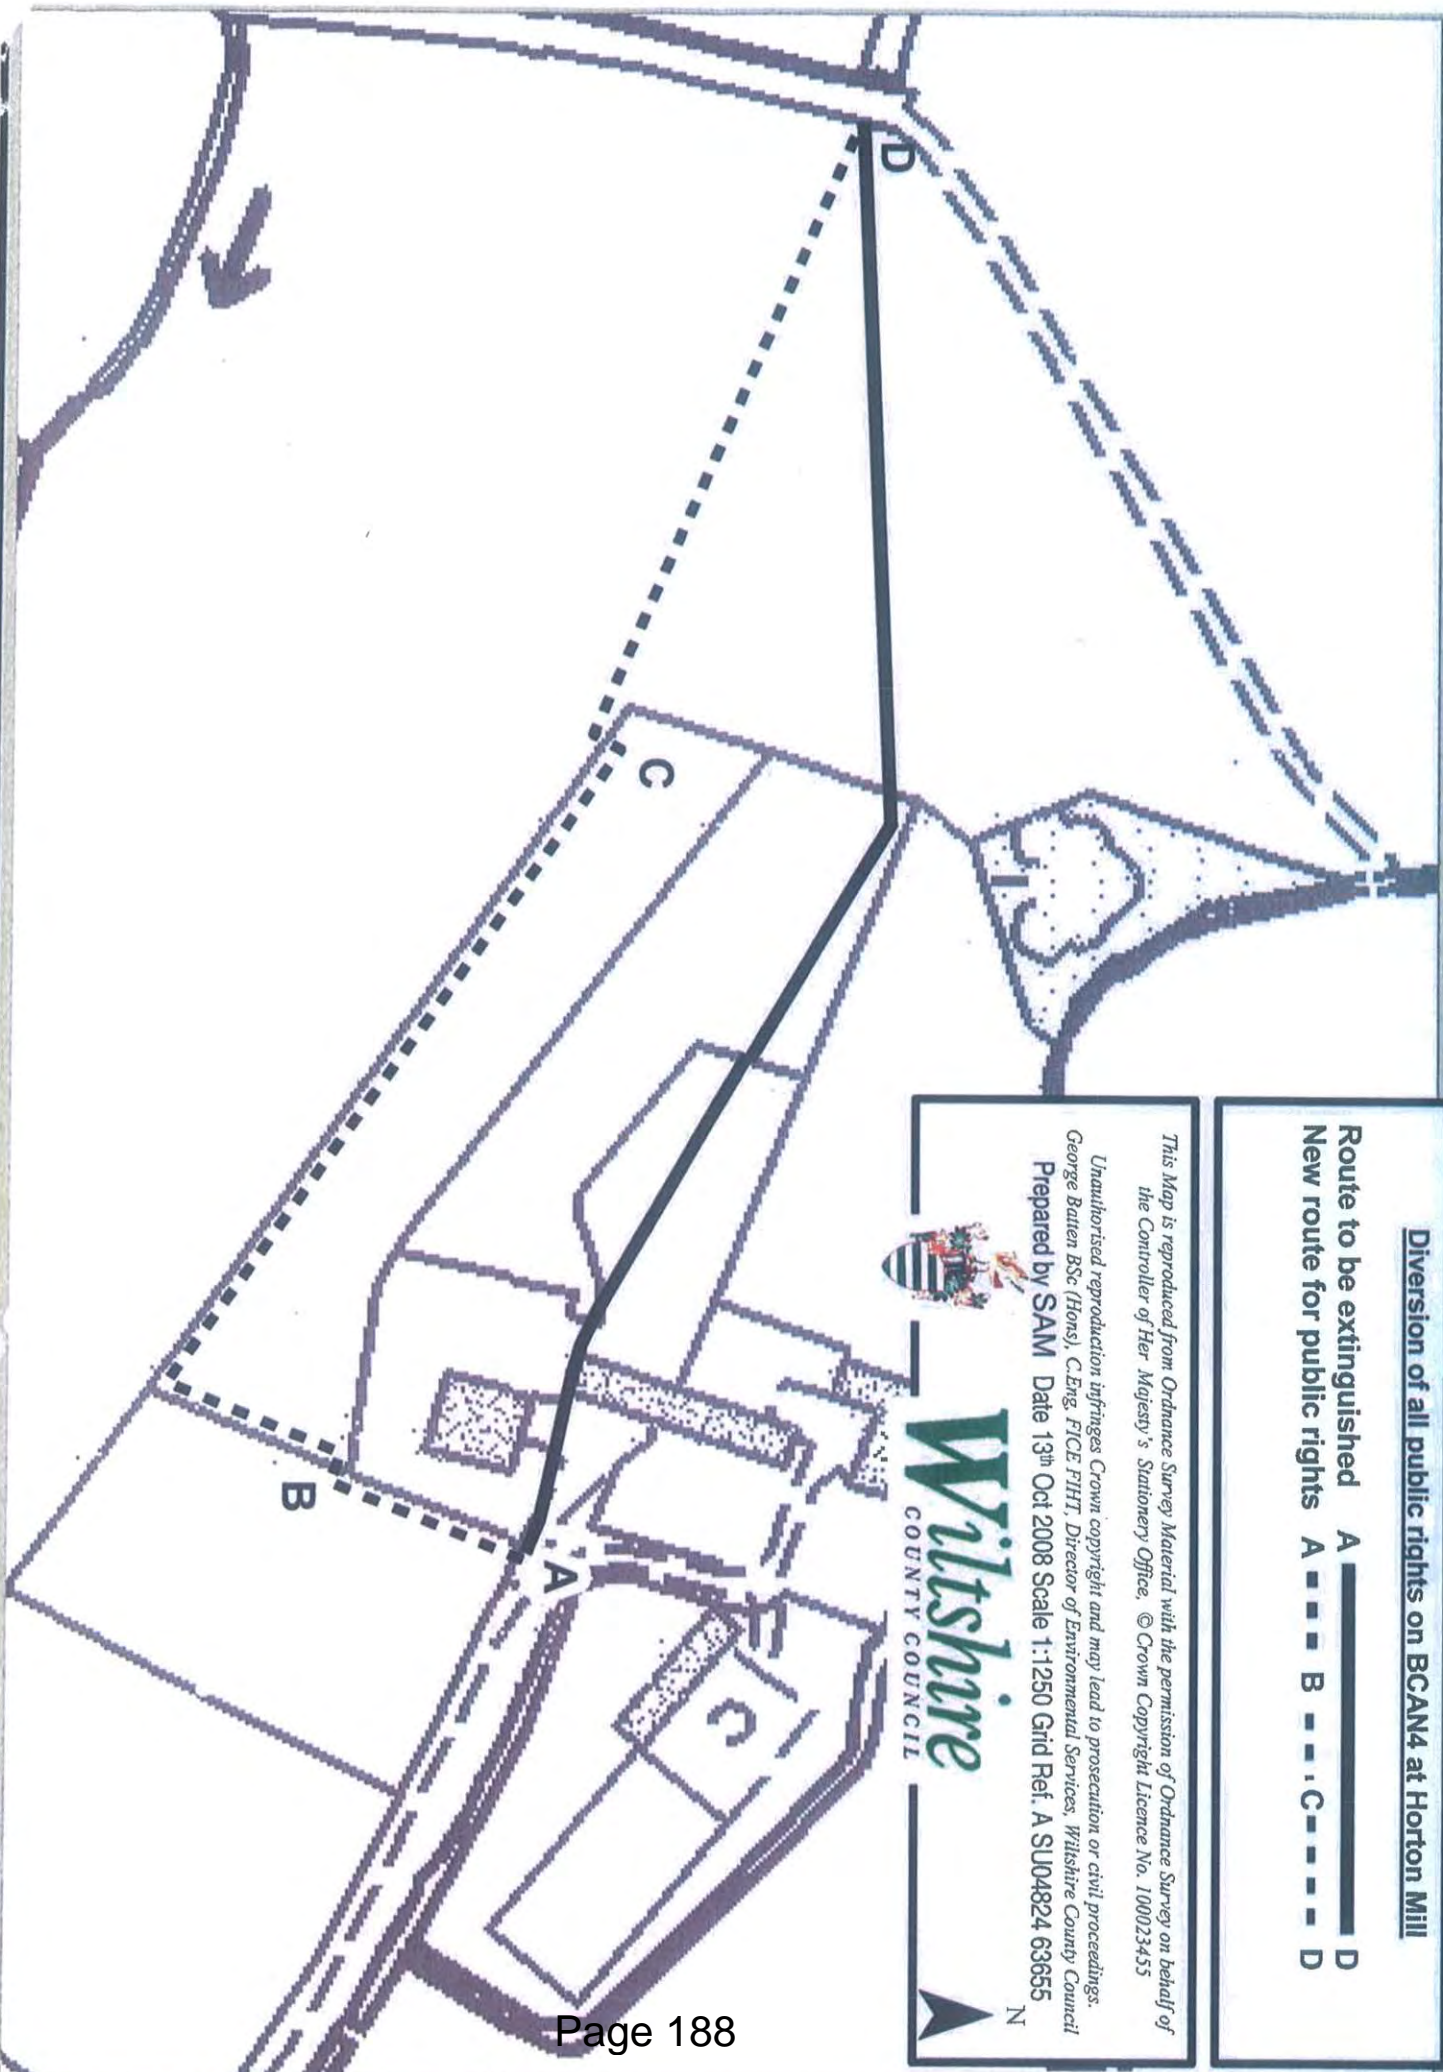 Diversion of all public rights on BCAN4 at Horton Mill
Route to be extinguished A D
New route for public rights A B C D
This Map is reproduced from Ordnance Survey Material with the permission of Ordnance Survey on behalf of
the Controller of Her Majesty's Stationery Office, © Crown Copyright Licence No. 100023455
Unauthorised reproduction infringes Crown copyright and may lead to prosecution or civil proceedings.
George Batten BSc (Hons), C.Eng, FICE FIHT, Director of Environmental Services, Wiltshire County Council
Prepared by SAM Date 13th Oct 2008 Scale 1:1250 Grid Ref. A SU04824 63655
N
Wiltshire
COUNTY COUNCIL
D
C
B
A
Page 188